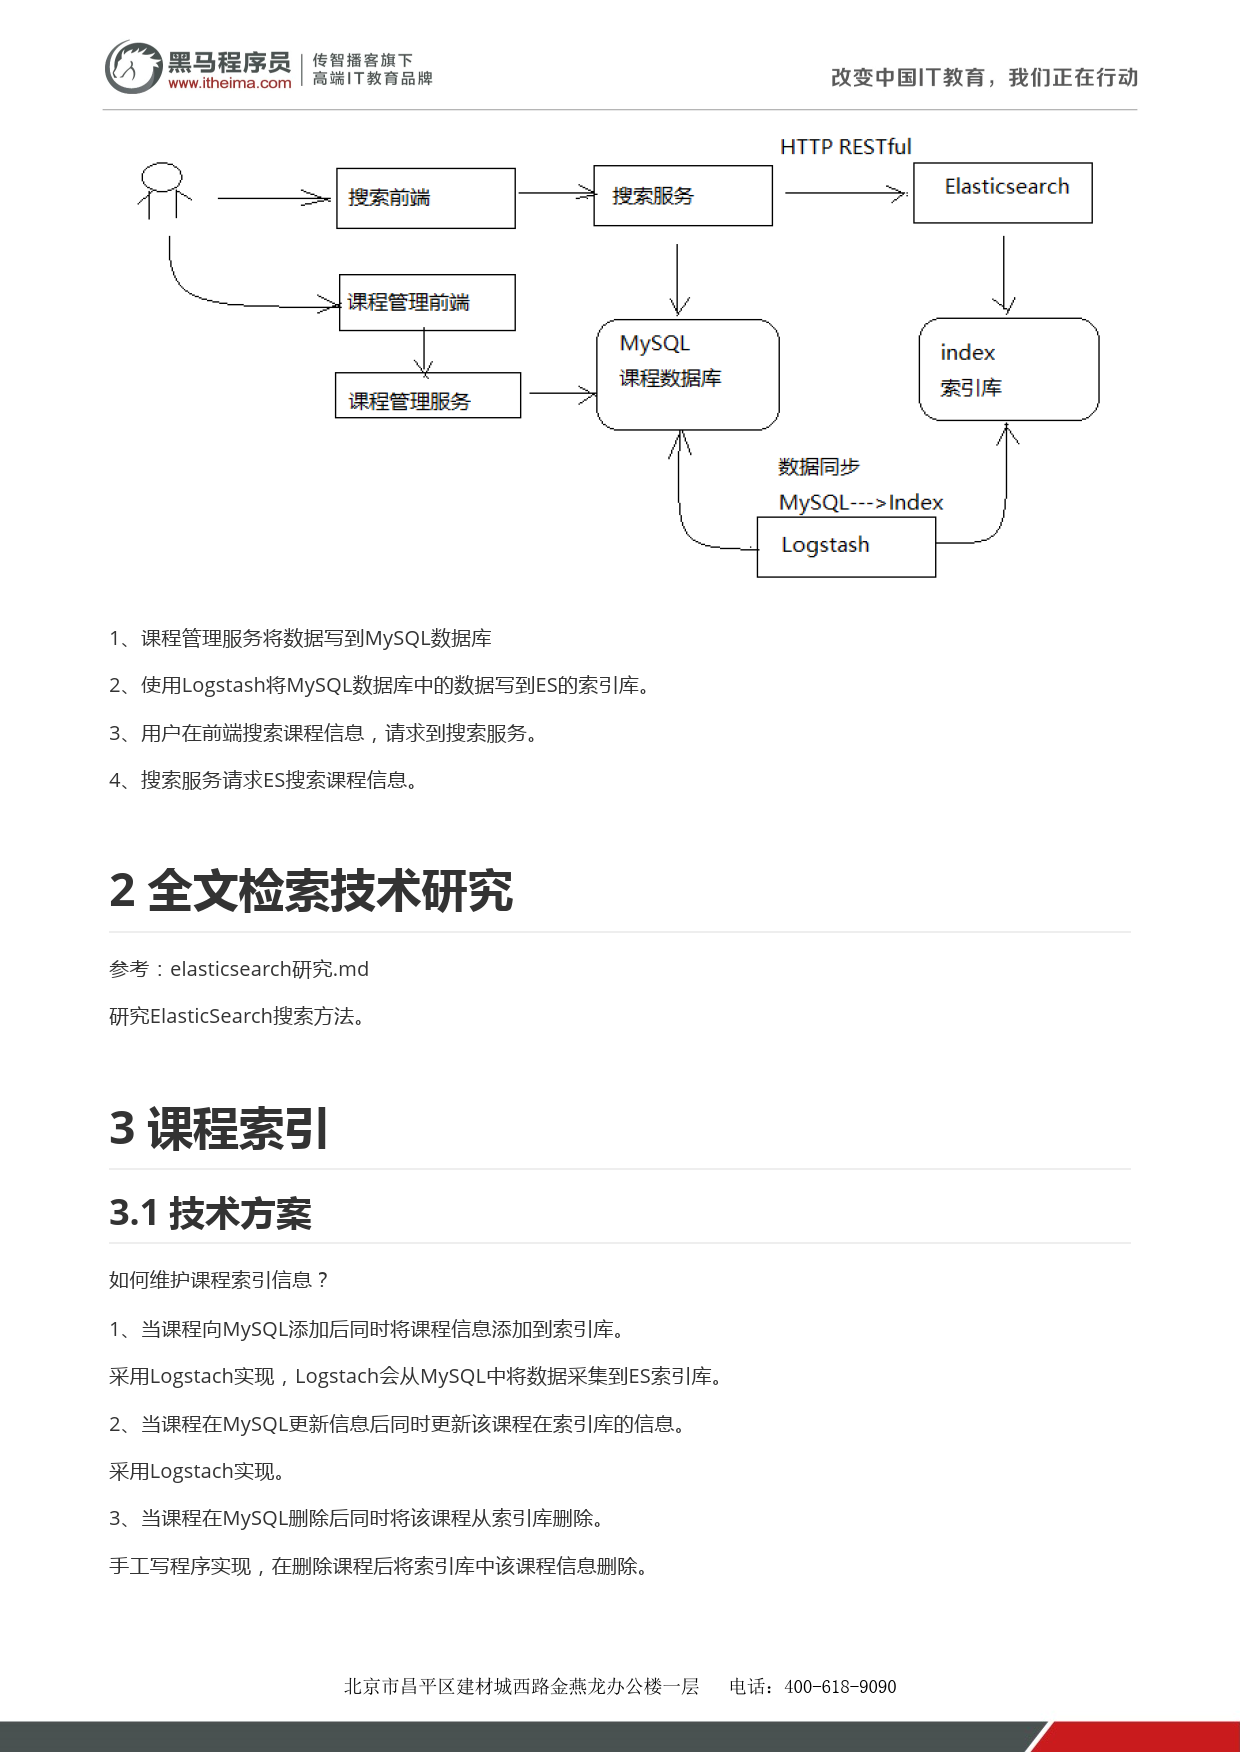 黑马程序员
www.itheima.com
传智播客旗下
高端IT教育品牌
改变中国IT教育，我们正在行动
HTTP RESTful
搜索前端
搜索服务
Elasticsearch
课程管理前端
MySQL
课程数据库
index
索引库
课程管理服务
数据同步
MySQL--->Index
Logstash
1、课程管理服务将数据写到MySQL数据库
2、使用Logstash将MySQL数据库中的数据写到ES的索引库。
3、用户在前端搜索课程信息，请求到搜索服务。
4、搜索服务请求ES搜索课程信息。
2 全文检索技术研究
参考：elasticsearch研究.md
研究ElasticSearch搜索方法。
3 课程索引
3.1 技术方案
如何维护课程索引信息？
1、当课程向MySQL添加后同时将课程信息添加到索引库。
采用Logstach实现，Logstach会从MySQL中将数据采集到ES索引库。
2、当课程在MySQL更新信息后同时更新该课程在索引库的信息。
采用Logstach实现。
3、当课程在MySQL删除后同时将该课程从索引库删除。
手工写程序实现，在删除课程后将索引库中该课程信息删除。
北京市昌平区建材城西路金燕龙办公楼一层 电话：400-618-9090